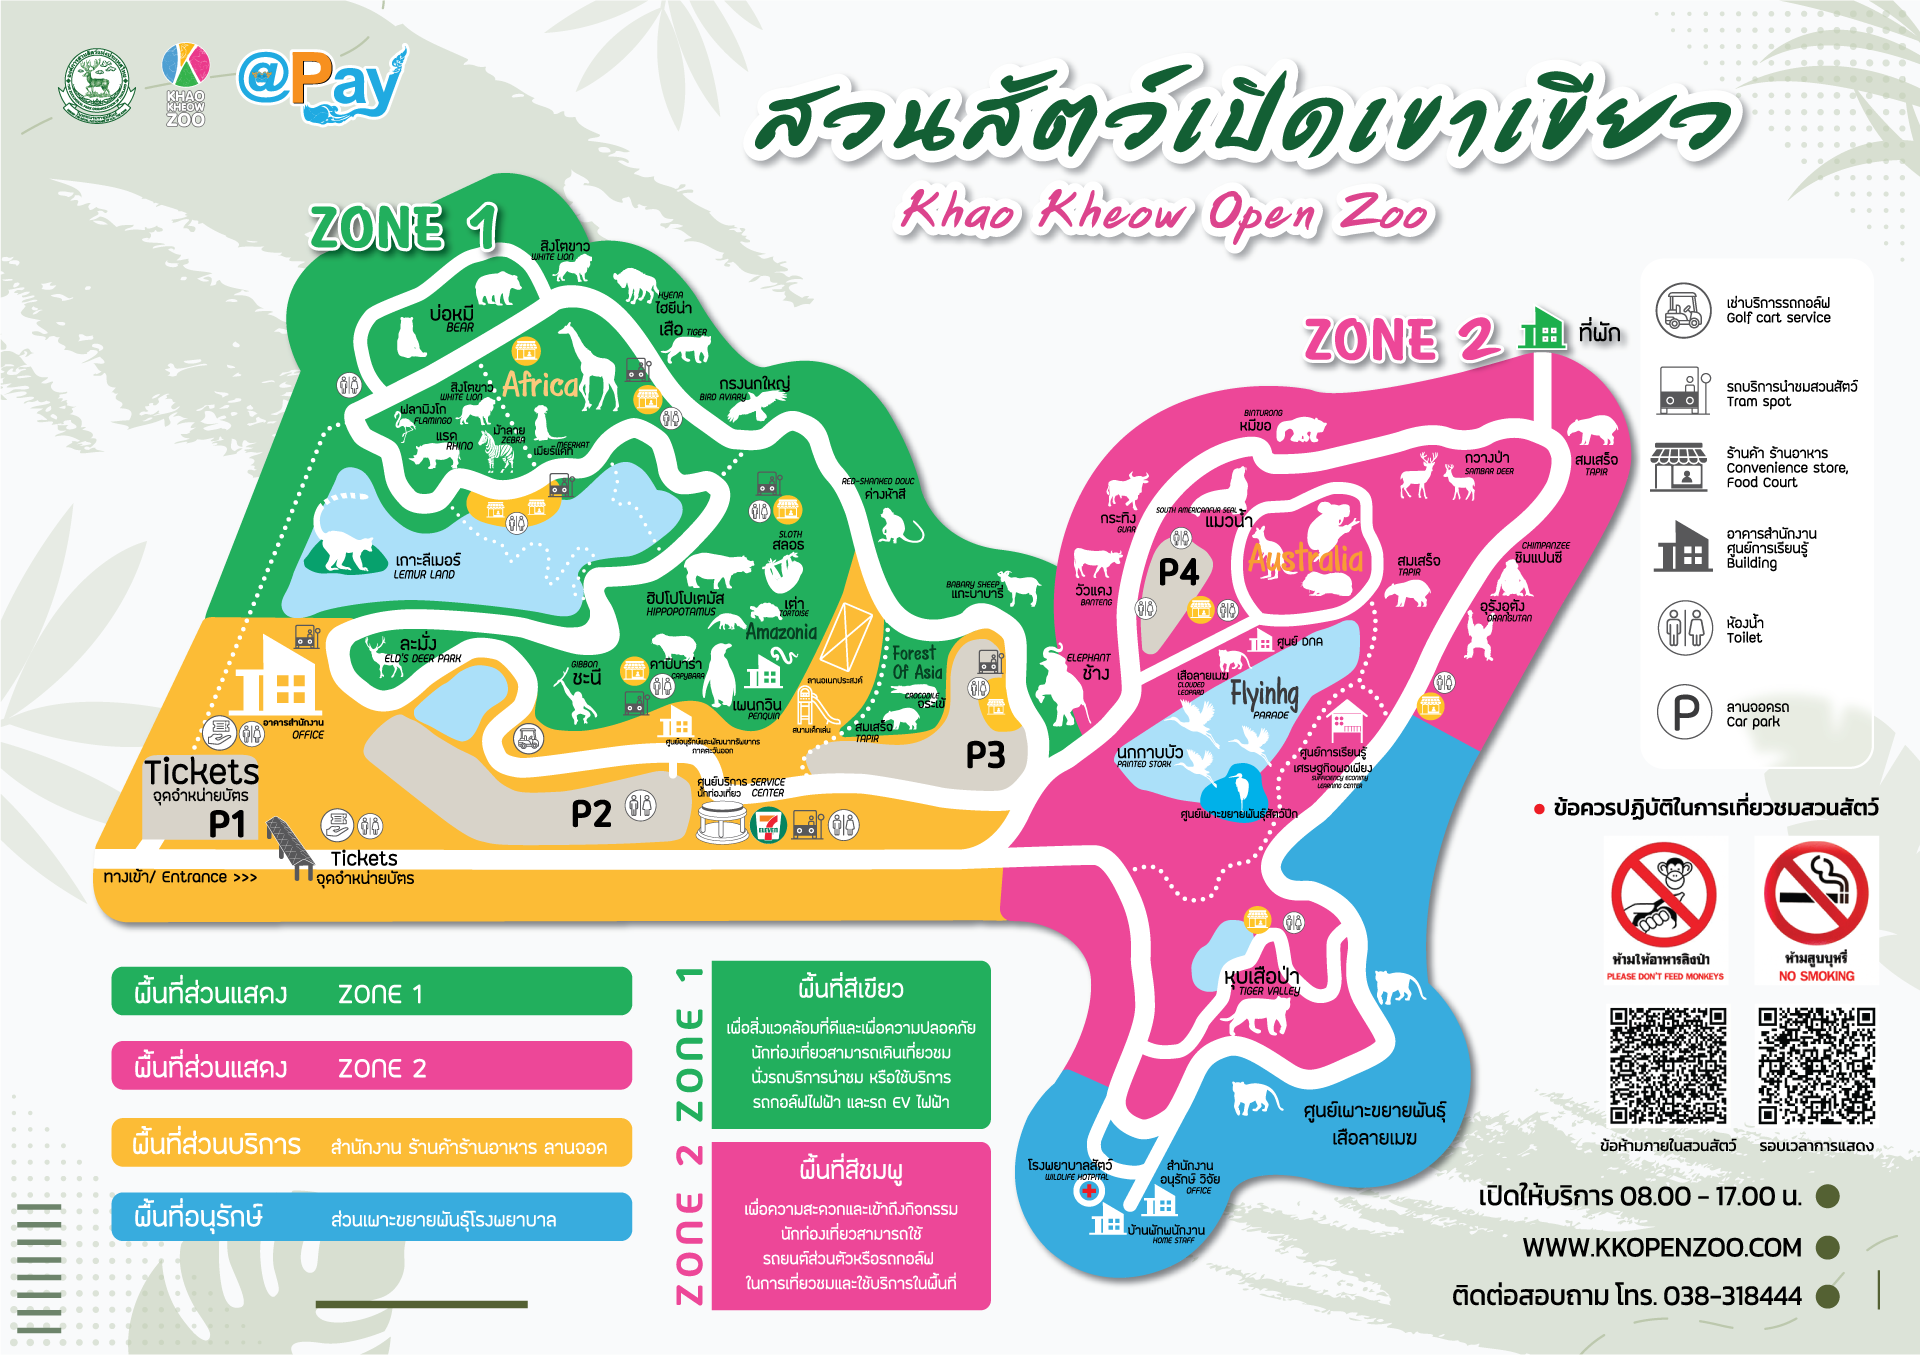 KHAO
KHEOW
ZOO
@Pay
สวนสัตว์เปิดเขาเขียว
Khao Kheow Open Zoo
ZONE 1
สิงโตขาว
WHITE LION
HYENA
ไฮยีน่า
เสือ TIGER
บ่อหมี
BEAR
Africa
สิงโตขาว
WHITE LION
ฟลามิงโก
FLAMINGO
แรด
RHINO
ม้าลาย
ZEBRA
MEERKAT
เมียร์แคท
กรงนกใหญ่
BIRD AVIARY
RED-SHANKED DOUC
ค่างห้าสี
SLOTH
สลอธ
เกาะลีเมอร์
LEMUR LAND
ฮิปโปโปเตมัส
HIPPOPOTAMUS
เต่า
TORTOISE
Amazonia
BABARY SHEEP
แกะบาบารี
ละมั่ง
ELD'S DEER PARK
GIBBON
ชะนี
คาปิบาร่า
CAPYBARA
เพนกวิน
PENQUIN
ลานอเนกประสงค์
สนามเด็กเล่น
Forest
Of Asia
CROCODILE
จระเข้
สมเสร็จ
TAPIR
ELEPHANT
ช้าง
อาคารสำนักงาน
OFFICE
Tickets
จุดจำหน่ายบัตร
P1
P2
P3
ศูนย์อนุรักษ์และพัฒนาทรัพยากร
ภาคตะวันออก
ศูนย์บริการ SERVICE
นักท่องเที่ยว CENTER
7
ELEVEN
Tickets
จุดจำหน่ายบัตร
ทางเข้า/ Entrance >>>
ZONE 2
ที่พัก
BINTURONG
หมีขอ
กวางป่า
SAMBAR DEER
สมเสร็จ
TAPIR
กระทิง
GUAR
SOUTH AMERICANFUR SEAL
แมวน้ำ
P4
Australia
วัวแดง
BANTENG
สมเสร็จ
TAPIR
CHIMPANZEE
ชิมแปนซี
อุรังอุตัง
ORANGUTAN
ศูนย์ DNA
เสือลายเมฆ
CLOUDED
LEOPARD
Flyinhg
PARADE
นกกาบบัว
PAINTED STORK
ศูนย์การเรียนรู้
เศรษฐกิจพอเพียง
SUFFICIENCY ECONIMY
LEARNING CENTER
ศูนย์เพาะขยายพันธุ์สัตว์ปีก
หุบเสือป่า
TIGER VALLEY
ศูนย์เพาะขยายพันธุ์
เสือลายเมฆ
โรงพยาบาลสัตว์
WILDLIFE HOTPITAL
สำนักงาน
อนุรักษ์ วิจัย
OFFICE
บ้านพักพนักงาน
HOME STAFF
เช่าบริการรถกอล์ฟ
Golf cart service
รถบริการนำชมสวนสัตว์
Tram spot
ร้านค้า ร้านอาหาร
Convenience store,
Food Court
อาคารสำนักงาน
ศูนย์การเรียนรู้
Building
ห้องน้ำ
Toilet
P
ลานจอดรถ
Car park
ข้อควรปฏิบัติในการเที่ยวชมสวนสัตว์
ห้ามให้อาหารลิงป่า
PLEASE DON'T FEED MONKEYS
ห้ามสูบบุหรี่
NO SMOKING
ข้อห้ามภายในสวนสัตว์
รอบเวลาการแสดง
เปิดให้บริการ 08.00 - 17.00 น.
WWW.KKOPENZOO.COM
ติดต่อสอบถาม โทร. 038-318444
พื้นที่ส่วนแสดง ZONE 1
พื้นที่ส่วนแสดง ZONE 2
พื้นที่ส่วนบริการ สำนักงาน ร้านค้าร้านอาหาร ลานจอด
พื้นที่อนุรักษ์ ส่วนเพาะขยายพันธุ์โรงพยาบาล
ZONE 1
พื้นที่สีเขียว
เพื่อสิ่งแวดล้อมที่ดีและเพื่อความปลอดภัย
นักท่องเที่ยวสามารถเดินเที่ยวชม
นั่งรถบริการนำชม หรือใช้บริการ
รถกอล์ฟไฟฟ้า และรถ EV ไฟฟ้า
ZONE 2
พื้นที่สีชมพู
เพื่อความสะดวกและเข้าถึงกิจกรรม
นักท่องเที่ยวสามารถใช้
รถยนต์ส่วนตัวหรือรถกอล์ฟ
ในการเที่ยวชมและใช้บริการในพื้นที่